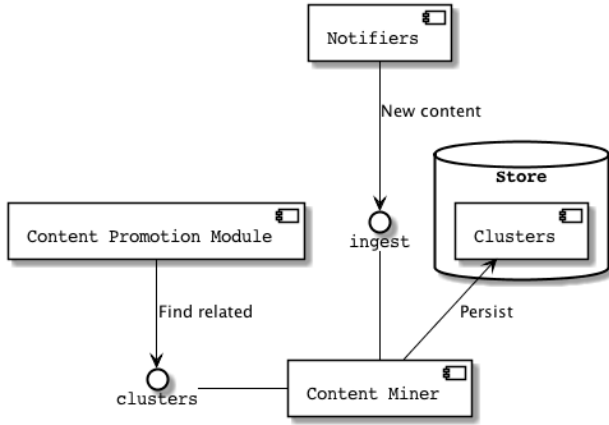 Notifiers
New content
Store
Content Promotion Module
ingest
Clusters
Find related
Persist
clusters
Content Miner